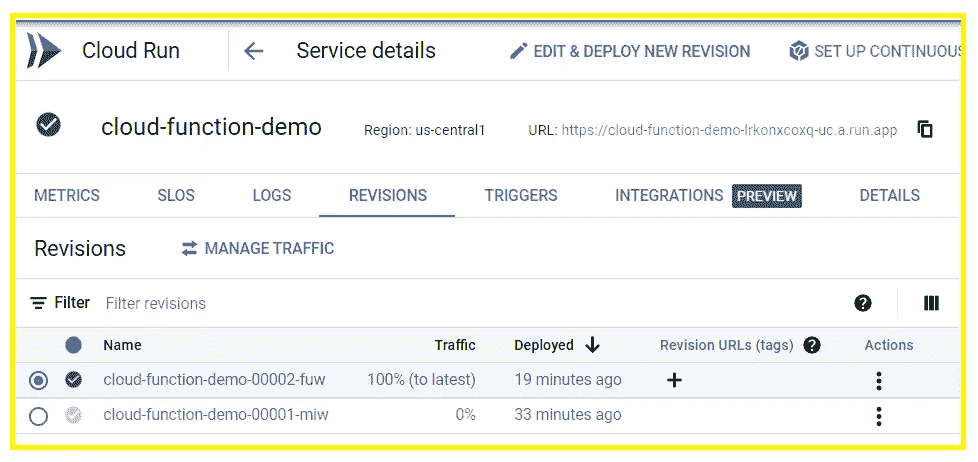 Cloud Run Service details EDIT & DEPLOY NEW REVISION SET UP CONTINUOUS
cloud-function-demo Region: us-central1 URL: https://cloud-function-demo-lrkonxcoxq-uc.a.run.app
METRICS SLOS LOGS REVISIONS TRIGGERS INTEGRATIONS PREVIEW DETAILS
Revisions MANAGE TRAFFIC
Filter Filter revisions
Name Traffic Deployed Revision URLs (tags) Actions
cloud-function-demo-00002-fuw 100% (to latest) 19 minutes ago
cloud-function-demo-00001-miw 0% 33 minutes ago